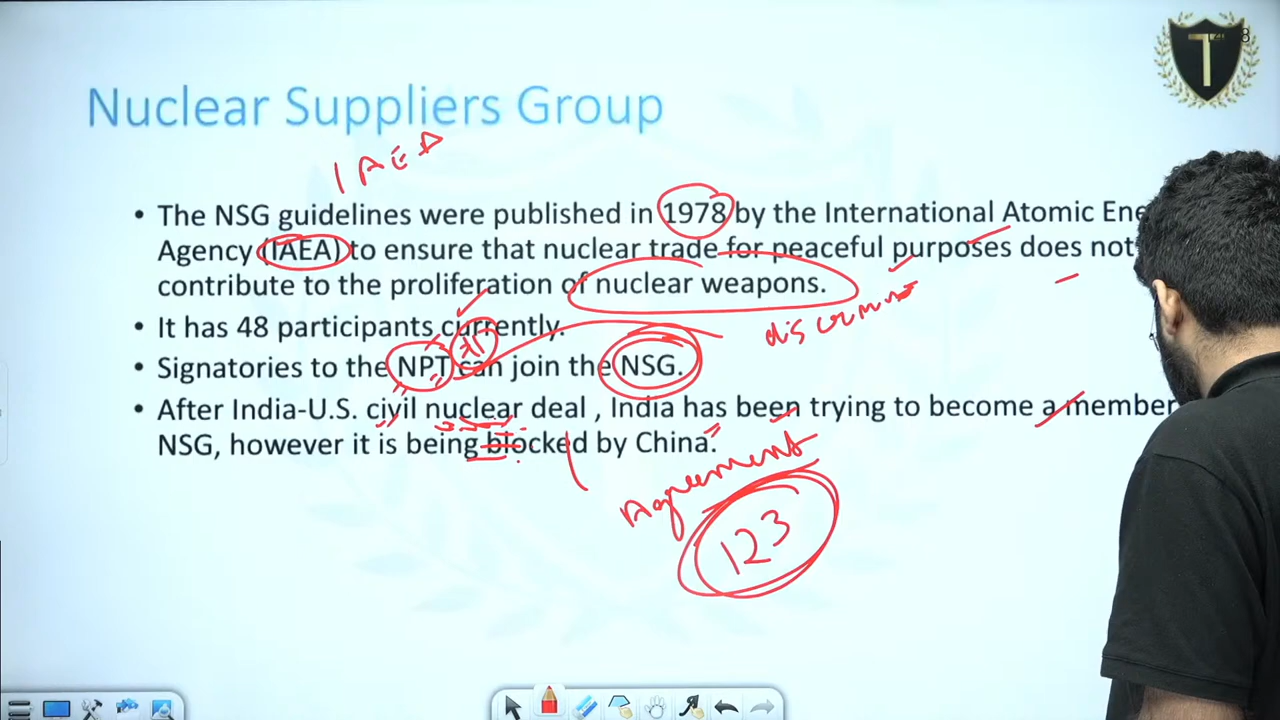 Nuclear Suppliers Group
IAEA
• The NSG guidelines were published in 1978 by the International Atomic Ene
Agency (IAEA) to ensure that nuclear trade for peaceful purposes does not
contribute to the proliferation of nuclear weapons.
• It has 48 participants currently.
• Signatories to the NPT can join the NSG.
• After India-U.S. civil nuclear deal , India has been trying to become a member
NSG, however it is being blocked by China.
Agreement
123
T